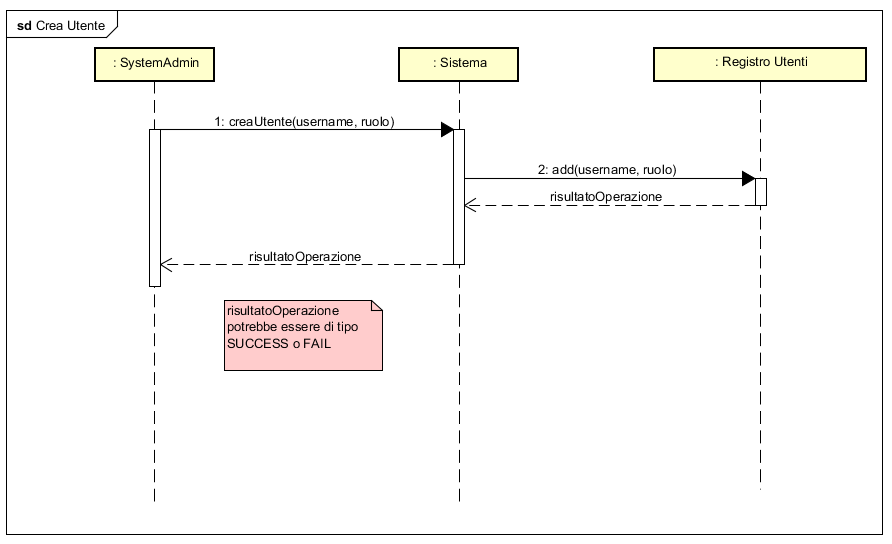 sd Crea Utente
: SystemAdmin
: Sistema
: Registro Utenti
1: creaUtente(username, ruolo)
2: add(username, ruolo)
risultatoOperazione
risultatoOperazione
risultatoOperazione
potrebbe essere di tipo
SUCCESS o FAIL